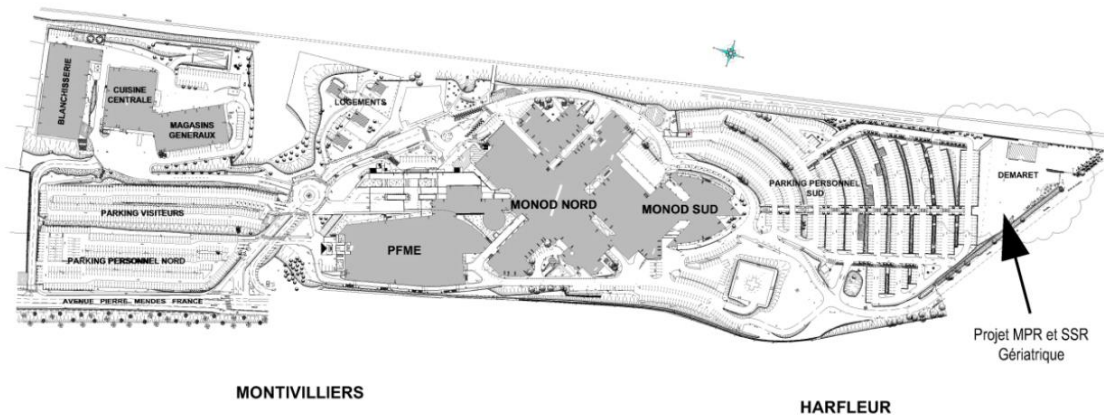 BLANCHISSERIE
CUISINE
CENTRALE
MAGASINS
GENERAUX
LOGEMENTS
PARKING VISITEURS
PARKING PERSONNEL NORD
AVENUE PIERRE MENDES FRANCE
PFME
MONOD NORD
MONOD SUD
PARKING PERSONNEL
SUD
DEMARET
Projet MPR et SSR
Gériatrique
MONTIVILLIERS
HARFLEUR